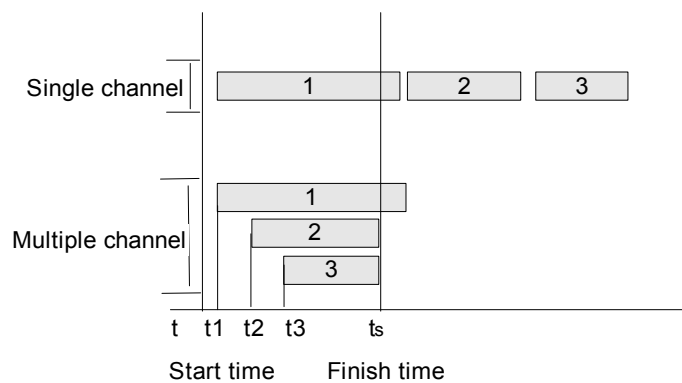 Single channel
1 2 3
1
Multiple channel
2
3
t t1 t2 t3 ts
Start time Finish time